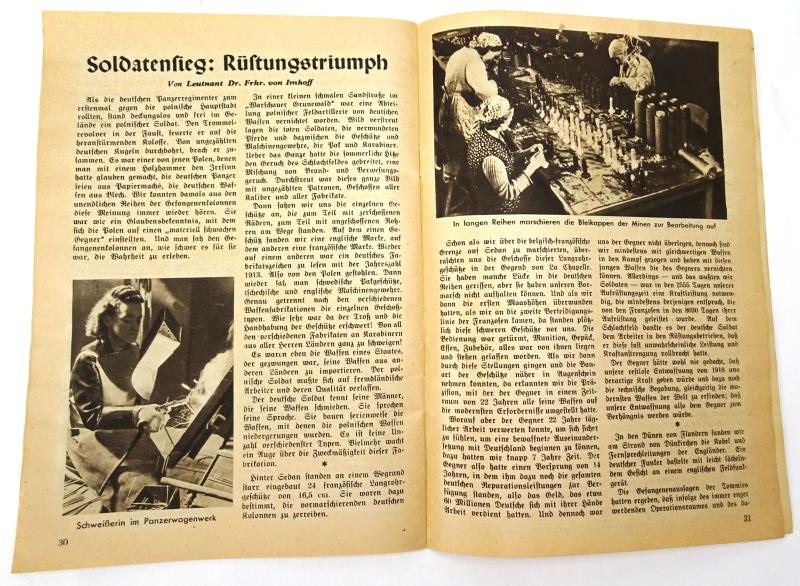 Soldatensieg: Rüstungstriumph
Von Leutnant Dr. Frhr. von Imhoff
Als die deutschen Panzerregimenter zum
erstenmal gegen die polnische Hauptstadt
rollten, stand deckungslos und frei im Ge-
lände ein polnischer Soldat. Den Trommel-
revolver in der Faust, feuerte er auf die
heranstürmenden Kolosse. Von ungezählten
deutschen Kugeln durchbohrt, brach er zu-
sammen. Es war einer von jenen Polen, denen
man mit einem Holzhammer den Irrsinn
hatte glauben gemacht, die deutschen Panzer
seien aus Papiermaché, die deutschen Waf-
fen aus Blech. Wir konnten damals aus den
unendlichen Reihen der Gefangenenkolonnen
diese Meinung immer wieder hören. Sie
war wie ein Glaubensbekenntnis, mit dem
sich die Polen auf einen „materiell schwachen
Gegner“ einstellten. Und man sah den Ge-
fangenenkolonnen an, wie schwer es für sie
war, die Wahrheit zu erleben.
Schweißerin im Panzerwagenwerk
30
In einer kleinen schmalen Sandstraße im
„Warschauer Grunewald“ war eine Abtei-
lung polnischer Feldartillerie von deutschen
Waffen vernichtet worden. Wild verstreut
lagen die toten Soldaten, die verwundeten
Pferde und dazwischen die Geschütze und
Maschinengewehre, die Pak und Karabiner.
Ueber das Ganze hatte die sommerliche Hitze
den Geruch des Schlachtfeldes gebreitet, eine
Mischung von Brand- und Verwesungs-
geruch. Durchstreut war dieses ganze Bild
mit ungezählten Patronen, Geschossen aller
Kaliber und aller Fabrikate.
Dann sahen wir uns die einzelnen Ge-
schütze an, die zum Teil mit zerschossenen
Rädern, zum Teil mit angeschossenen Roh-
ren am Wege standen. Auf dem einen Ge-
schütz fanden wir eine englische Marke, auf
dem anderen eine französische Marke. Wieder
auf einem anderen war ein deutsches Fa-
brikatszeichen zu lesen mit der Jahreszahl
1913. Also von den Polen gestohlen. Dann
wieder sah, man schwedische Pakgeschütze,
tschechische und englische Maschinengewehre.
Genau getrennt nach den verschiedenen
Waffenfabrikationen die einzelnen Geschoß-
typen. Wie sehr war da der Troß und die
Handhabung der Geschütze erschwert! Von all
den verschiedenen Fabrikaten an Karabinern
aus aller Herren Ländern ganz zu schweigen!
Es waren eben die Waffen eines Staates,
der gezwungen war, seine Waffen aus an-
deren Ländern zu importieren. Der pol-
nische Soldat mußte sich auf fremdländische
Arbeiter und deren Qualität verlassen.
Der deutsche Soldat kennt seine Männer,
die seine Waffen schmieden. Sie sprechen
seine Sprache. Sie bauen serienweise die
Waffen, mit denen die polnischen Waffen
niedergerungen wurden. Es ist keine Un-
zahl verschiedenster Typen. Vielmehr wacht
ein Auge über die Zweckmäßigkeit dieser Fa-
brikation.
*
Hinter Sedan standen an einem Wegrand
starr eingebaut 24 französische Langrohr-
geschütze von 16,5 cm. Sie waren dazu
bestimmt, die vormarschierenden deutschen
Kolonnen zu zerreiben.
In langen Reihen marschieren die Bleikappen der Minen zur Bearbeitung auf
Schon als wir über die belgisch-französische
Grenze auf Sedan zu marschierten, über-
raschten uns die Geschosse dieser Langrohr-
geschütze in der Gegend von La Chapelle.
Sie haben manche Lücke in die deutschen
Reihen gerissen, aber sie haben unseren Vor-
marsch nicht aufhalten können. Und als wir
dann die ersten Maashöhen überwunden
hatten, als wir an die zweite Verteidigungs-
linie der Franzosen kamen, da standen plötz-
lich diese schweren Geschütze vor uns. Die
Bedienung war getürmt, Munition, Gepäck,
Essen, Zubehör, alles war von ihnen liegen
und stehen gelassen worden. Als wir dann
durch diese Stellungen gingen und die Bau-
art der Geschütze näher in Augenschein
nehmen konnten, da erkannten wir die Prä-
zision, mit der der Gegner in einem Zeit-
raum von 22 Jahren alle seine Waffen auf
die modernsten Erfordernisse umgestellt hatte.
Worauf aber der Gegner 22 Jahre täg-
licher Arbeit verwerten konnte, um sich sicher
zu fühlen, um eine bewaffnete Auseinander-
setzung mit Deutschland beginnen zu können,
dazu hatten wir knapp 7 Jahre Zeit. Der
Gegner also hatte einen Vorsprung von 14
Jahren, in dem ihm dazu noch die gesamten
deutschen Reparationsleistungen zur Ver-
fügung standen, also das Geld, das etwa
60 Millionen Deutsche sich mit ihrer Hände
Arbeit verdient hatten. Und dennoch war
uns der Gegner nicht überlegen, dennoch sind
wir mindestens mit gleichwertigen Waffen
in den Kampf gezogen und haben mit diesen
jungen Waffen die des Gegners vernichten
können. Allerdings — und das wußten wir
Soldaten — war in den 2555 Tagen unserer
Aufrüstungszeit eine Kraftleistung notwen-
dig, die mindestens derjenigen entsprach, die
von den Franzosen in den 8030 Tagen ihrer
Aufrüstung geleistet wurde. Auf dem
Schlachtfeld dankte es der deutsche Soldat
dem Arbeiter in den Rüstungsbetrieben, daß
er diese fast unwahrscheinliche Leistung und
Kraftanstrengung vollbracht hatte.
Der Gegner hätte wohl nie gedacht, daß
unsere restlose Entwaffnung von 1918 uns
derartige Kraft geben würde und dazu noch
die technische Begabung, gleichzeitig die mo-
dernsten Waffen der Welt zu erfinden; daß
unsere Entwaffnung also dem Gegner zum
Verhängnis werden würde.
*
In den Dünen von Flandern fanden wir
am Strand von Dünkirchen die Kabel und
Fernsprechleitungen der Engländer. Ein
deutscher Funker bastelte mit leicht lächeln-
dem Gesicht an einem englischen Feldfunk-
gerät.
Die Gefangenenaussagen der Tommies
hatten ergeben, daß infolge des immer enger
werdenden Operationsraumes und des da-
31